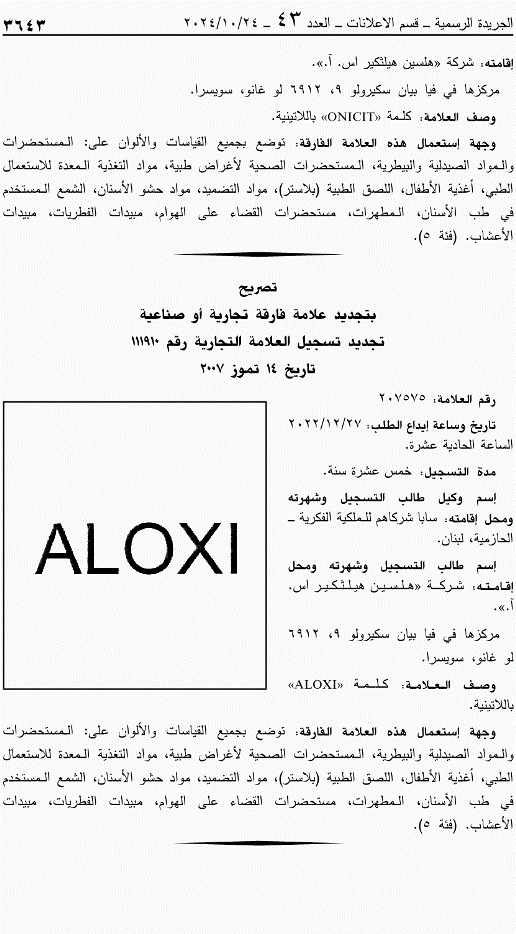 الجريدة الرسمية ــ قسم الاعلانات ــ العدد ٤٣ ــ ٢٠٢٤/١٠/٢٤
٣٦٤٣
إقامته: شركة «هلسين هيلثكير اس. آ.».
مركزها في فيا بيان سكيرولو ٩، ٦٩١٢ لو غانو، سويسرا.
وصف العلامة: كلمة «ONICIT» باللاتينية.
وجهة إستعمال هذه العلامة الفارقة: توضع بجميع القياسات والألوان على: المستحضرات
والمواد الصيدلية والبيطرية، المستحضرات الصحية لأغراض طبية، مواد التغذية المعدة للاستعمال
الطبي، أغذية الأطفال، اللصق الطبية (بلاستر)، مواد التضميد، مواد حشو الأسنان، الشمع المستخدم
في طب الأسنان، المطهرات، مستحضرات القضاء على الهوام، مبيدات الفطريات، مبيدات
الأعشاب. (فئة ٥).
تصريح
بتجديد علامة فارقة تجارية أو صناعية
تجديد تسجيل العلامة التجارية رقم ١١١٩١٠
تاريخ ١٤ تموز ٢٠٠٧
رقم العلامة: ٢٠٧٥٧٥
تاريخ وساعة إيداع الطلب: ٢٠٢٢/١٢/٢٧
الساعة الحادية عشرة.
مدة التسجيل: خمس عشرة سنة.
إسم وكيل طالب التسجيل وشهرته
ومحل إقامته: سابا شركاهم للملكية الفكرية ــ
الحازمية، لبنان.
إسم طالب التسجيل وشهرته ومحل
إقامته: شركة «هلسين هيلثكير اس.
آ.».
مركزها في فيا بيان سكيرولو ٩، ٦٩١٢
لو غانو، سويسرا.
وصف العلامة: كلمة «ALOXI»
باللاتينية.
ALOXI
وجهة إستعمال هذه العلامة الفارقة: توضع بجميع القياسات والألوان على: المستحضرات
والمواد الصيدلية والبيطرية، المستحضرات الصحية لأغراض طبية، مواد التغذية المعدة للاستعمال
الطبي، أغذية الأطفال، اللصق الطبية (بلاستر)، مواد التضميد، مواد حشو الأسنان، الشمع المستخدم
في طب الأسنان، المطهرات، مستحضرات القضاء على الهوام، مبيدات الفطريات، مبيدات
الأعشاب. (فئة ٥).